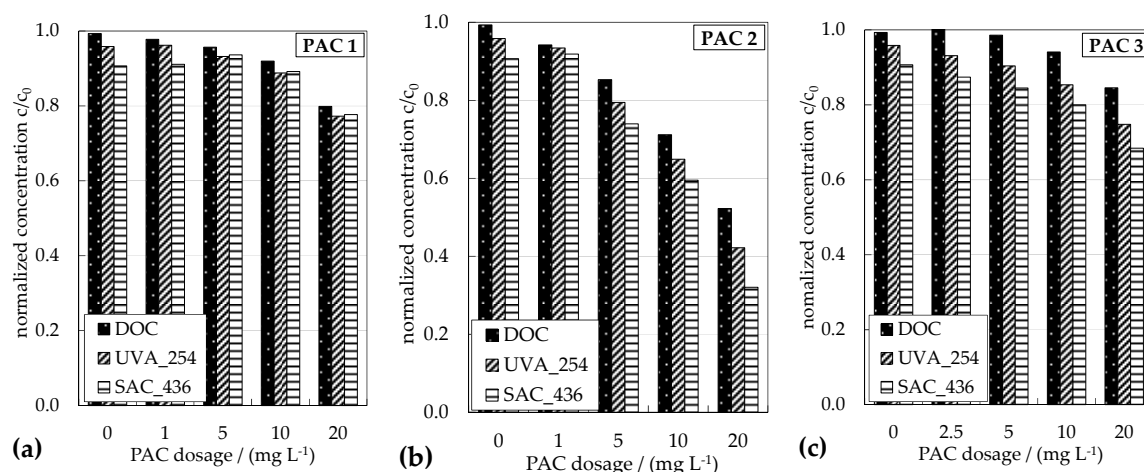 PAC 1
normalized concentration c/c0
1.0
0.8
0.6
0.4
0.2
0.0
DOC
UVA_254
SAC_436
0 1 5 10 20
PAC dosage / (mg L-1)
(a)
PAC 2
normalized concentration c/c0
1.0
0.8
0.6
0.4
0.2
0.0
DOC
UVA_254
SAC_436
0 1 5 10 20
PAC dosage / (mg L-1)
(b)
PAC 3
normalized concentration c/c0
1.0
0.8
0.6
0.4
0.2
0.0
DOC
UVA_254
SAC_436
0 2.5 5 10 20
PAC dosage / (mg L-1)
(c)